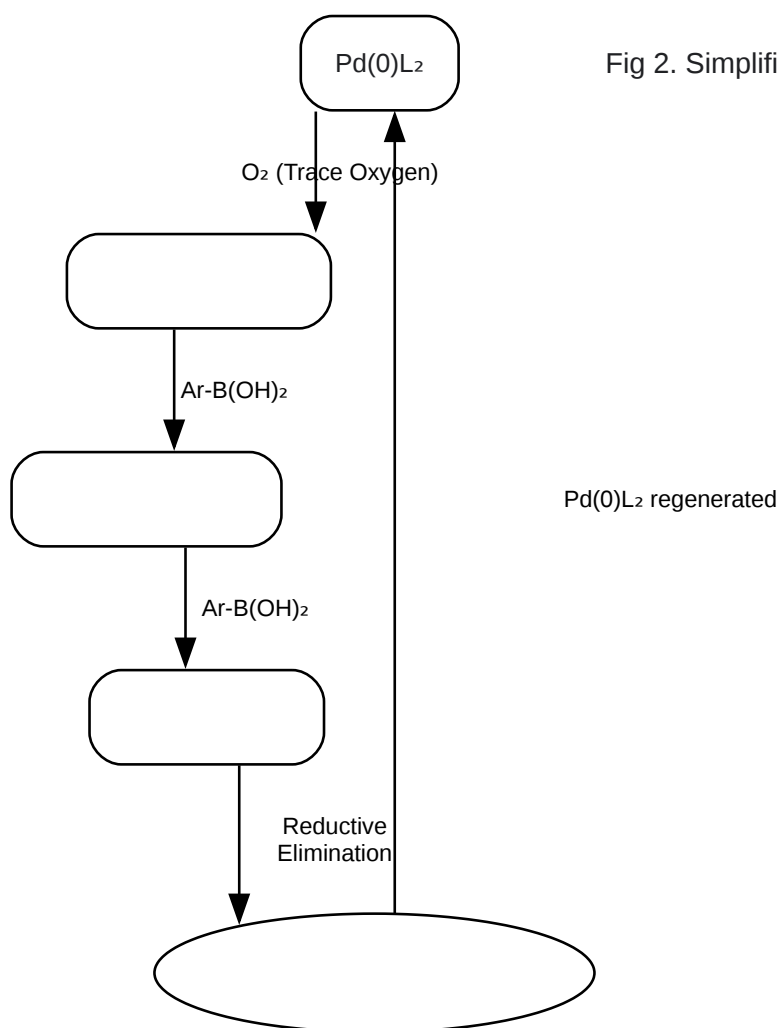 Pd(0)L₂
Fig 2. Simplifi
O₂ (Trace Oxygen)
Ar-B(OH)₂
Pd(0)L₂ regenerated
Ar-B(OH)₂
Reductive
Elimination